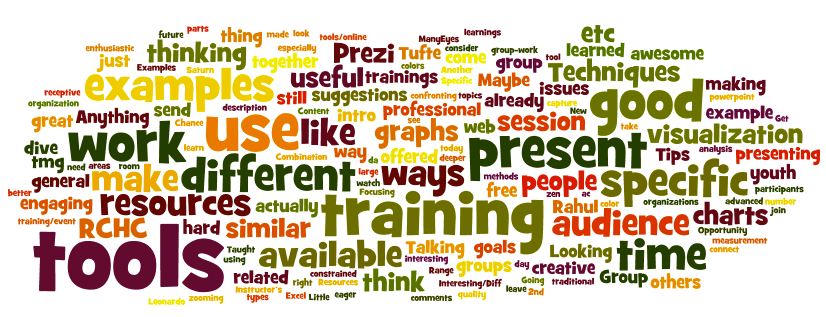 parts
future
thing made look tools/online ManyEyes learnings
etc
enthusiastic thinking especially Prezi Tufte consider group-work learned awesome
just Examples Saturn together colors come group tool Techniques
receptive examples useful trainings Another Specific Maybe issues making
organization still suggestions confronting topics already capture good powerpoint
great Anything send description Content intro professional New example Get
work Chance use like see graphs web session take visualization
dive learn Combination way da offered today deeper present Tips analysis presenting
tmg need areas room different large ways methods people specific youth
general make watch Focusing free zen ac participants
better engaging resources actually training Rahul color organizations advanced number
training/event RCHC hard similar audience charts join
Opportunity
tools Taught using available Talking goals Looking time measurement connect
interesting
related constrained think Range groups day creative Group others
right Resources Interesting/Diff Going traditional
Leonardo zooming Instructor's types Excel Little eager comments quality leave 2nd